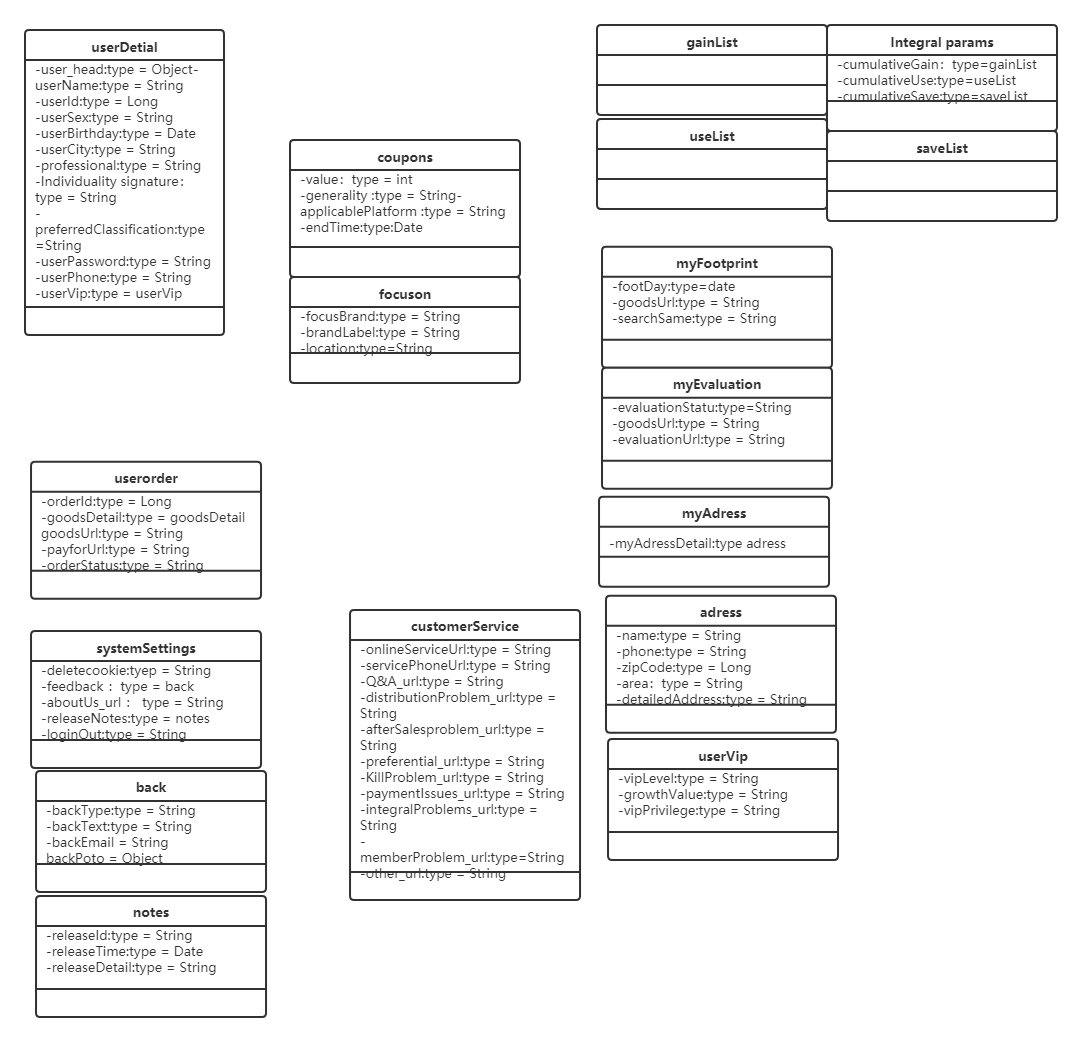 userDetial
-user_head:type = Object-
userName:type = String
-userId:type = Long
-userSex:type = String
-userBirthday:type = Date
-userCity:type = String
-professional:type = String
-Individuality signature：
type = String
-
preferredClassification:type
=String
-userPassword:type = String
-userPhone:type = String
-userVip:type = userVip
coupons
-value：type = int
-generality :type = String-
applicablePlatform :type = String
-endTime:type:Date
focuson
-focusBrand:type = String
-brandLabel:type = String
-location:type=String
gainList
Integral params
-cumulativeGain：type=gainList
-cumulativeUse:type=useList
-cumulativeSave:type=saveList
useList
saveList
myFootprint
-footDay:type=date
-goodsUrl:type = String
-searchSame:type = String
myEvaluation
-evaluationStatu:type=String
-goodsUrl:type = String
-evaluationUrl:type = String
myAdress
-myAdressDetail:type adress
adress
-name:type = String
-phone:type = String
-zipCode:type = Long
-area：type = String
-detailedAddress:type = String
userVip
-vipLevel:type = String
-growthValue:type = String
-vipPrivilege:type = String
userorder
-orderId:type = Long
-goodsDetail:type = goodsDetail
goodsUrl:type = String
-payforUrl:type = String
-orderStatus:type = String
systemSettings
-deletecookie:tyep = String
-feedback ：type = back
-aboutUs_url ： type = String
-releaseNotes:type = notes
-loginOut:type = String
back
-backType:type = String
-backText:type = String
-backEmail = String
backPoto = Object
notes
-releaseId:type = String
-releaseTime:type = Date
-releaseDetail:type = String
customerService
-onlineServiceUrl:type = String
-servicePhoneUrl:type = String
-Q&A_url:type = String
-distributionProblem_url:type =
String
-afterSalesproblem_url:type =
String
-preferential_url:type = String
-KillProblem_url:type = String
-paymentIssues_url:type = String
-integralProblems_url:type =
String
-
memberProblem_url:type=String
-other_url:type = String